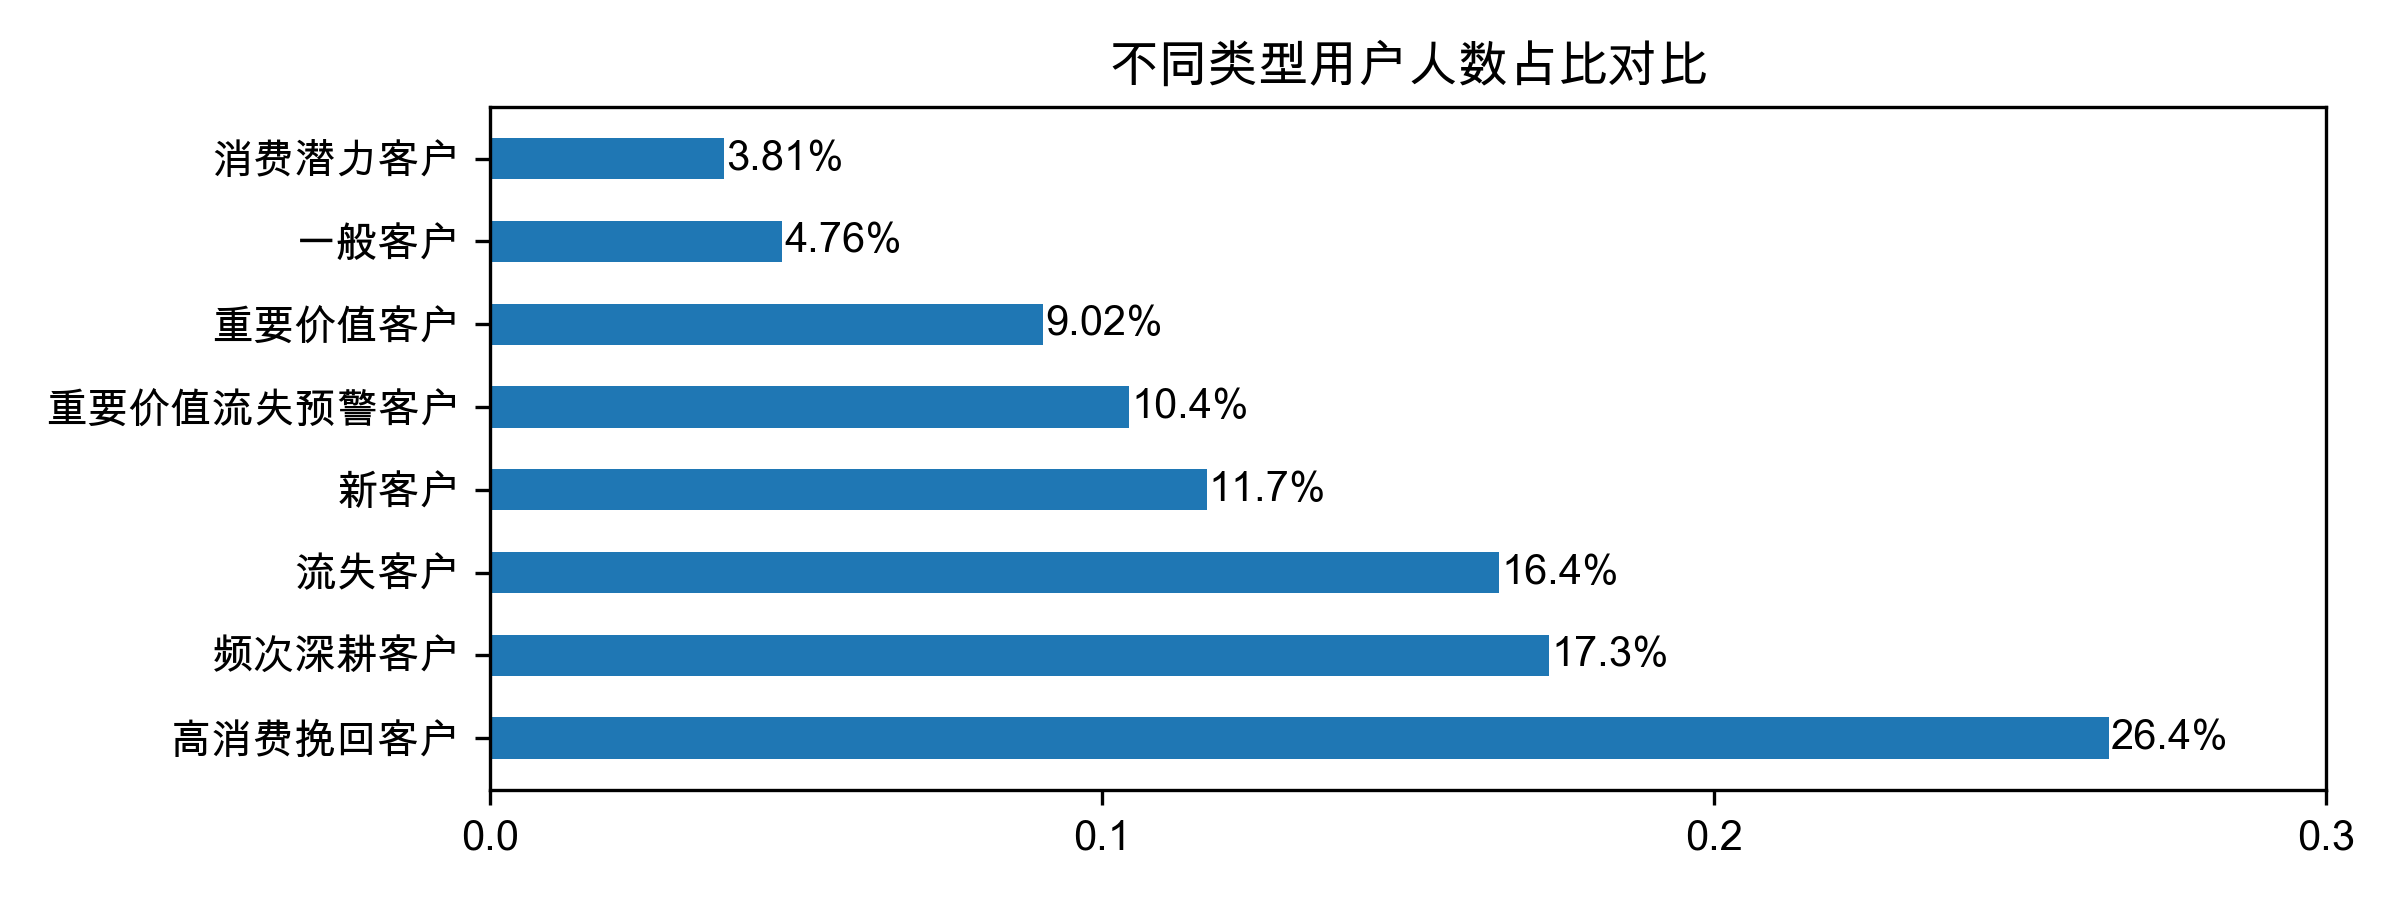 不同类型用户人数占比对比
消费潜力客户 3.81%
一般客户 4.76%
重要价值客户 9.02%
重要价值流失预警客户 10.4%
新客户 11.7%
流失客户 16.4%
频次深耕客户 17.3%
高消费挽回客户 26.4%
0.0 0.1 0.2 0.3